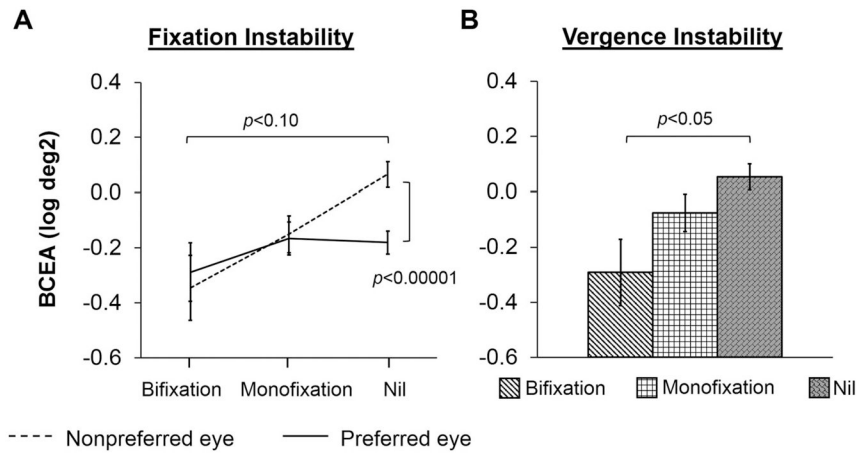 A
Fixation Instability
BCEA (log deg2)
0.4
0.2
0.0
-0.2
-0.4
-0.6
p<0.10
p<0.00001
Bifixation Monofixation Nil
Nonpreferred eye Preferred eye
B
Vergence Instability
0.4
0.2
0.0
-0.2
-0.4
-0.6
p<0.05
Bifixation Monofixation Nil